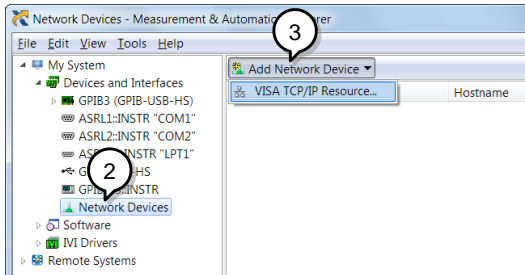 Network Devices - Measurement & Automatio rer
3
File Edit View Tools Help
My System
Devices and Interfaces
GPIB3 (GPIB-USB-HS)
ASRL1::INSTR "COM1"
ASRL2::INSTR "COM2"
INSTR "LPT1"
2
-HS
INSTR
Network Devices
Software
IVI Drivers
Remote Systems
Add Network Device
VISA TCP/IP Resource...
Hostname